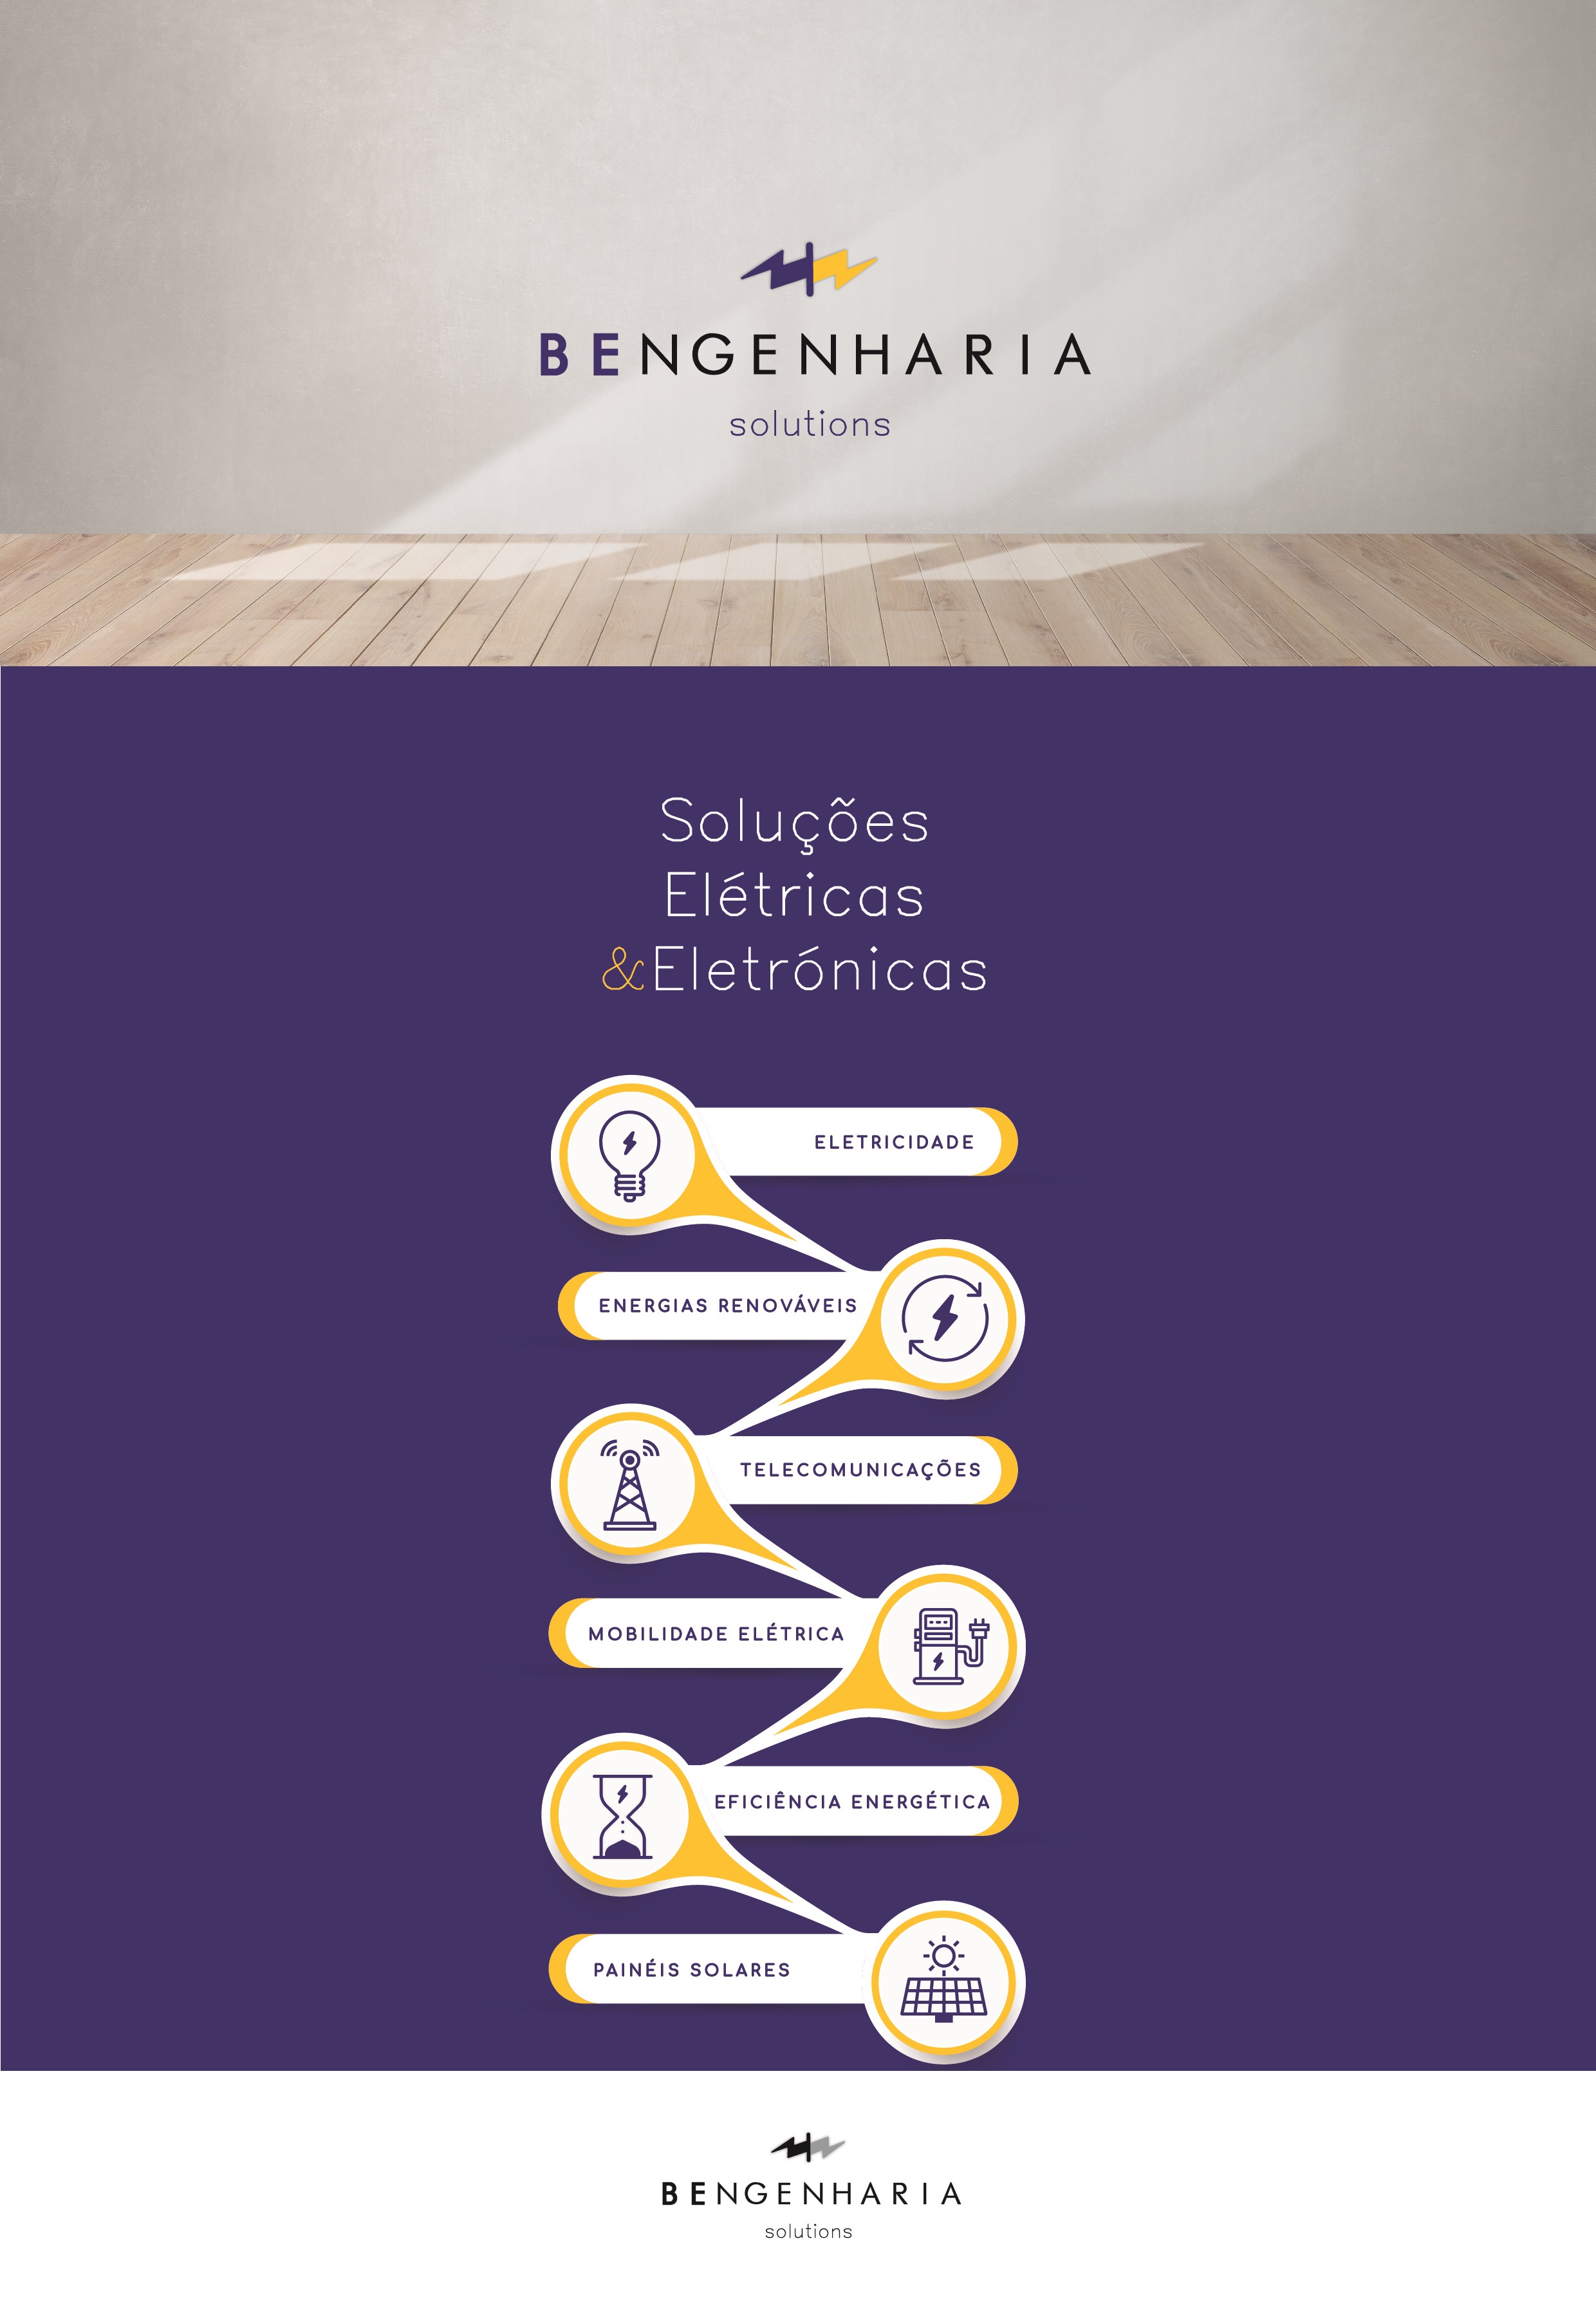 BENGENHARIA
solutions
Soluções
Elétricas
&Eletrónicas
ELETRICIDADE
ENERGIAS RENOVÁVEIS
TELECOMUNICAÇÕES
MOBILIDADE ELÉTRICA
EFICIÊNCIA ENERGÉTICA
PAINÉIS SOLARES
BENGENHARIA
solutions